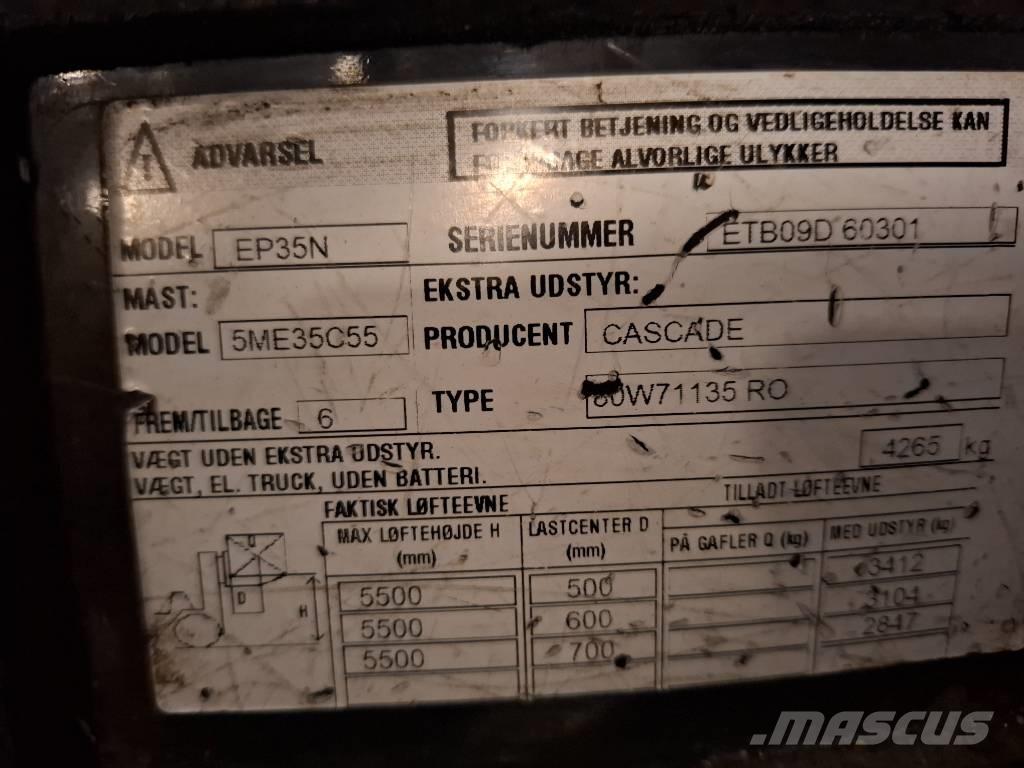 ADVARSEL
FORKERT BETJENING OG VEDLIGEHOLDELSE KAN
ALVORLIGE ULYKKER
MODEL EP35N SERIENUMMER ETB09D 60301
MAST: EKSTRA UDSTYR:
MODEL 5ME35C55 PRODUCENT CASCADE
FREM/TILBAGE 6 TYPE 60W71135 RO
VÆGT UDEN EKSTRA UDSTYR.
VÆGT, EL. TRUCK, UDEN BATTERI. 4265 kg
FAKTISK LØFTEEVNE TILLADT LØFTEEVNE
MAX LØFTEHØJDE H (mm) LASTCENTER D (mm) PÅ GAFLER Q (kg) MED UDSTYR (kg)
5500 500 3412
5500 600 3104
5500 700 2847
Q
D
H
MASCUS